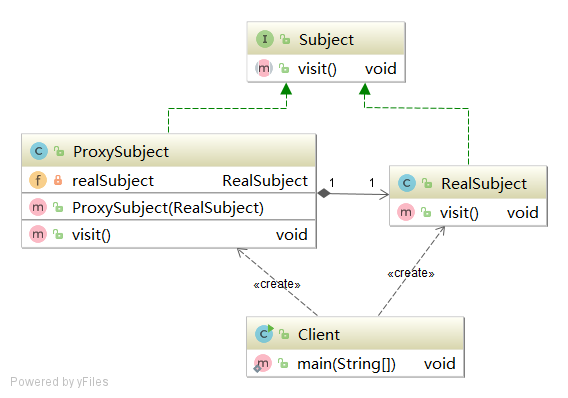 Subject
visit() void
ProxySubject
realSubject RealSubject
ProxySubject(RealSubject)
visit() void
1 1
RealSubject
visit() void
«create»
«create»
Client
main(String[]) void
Powered by yFiles